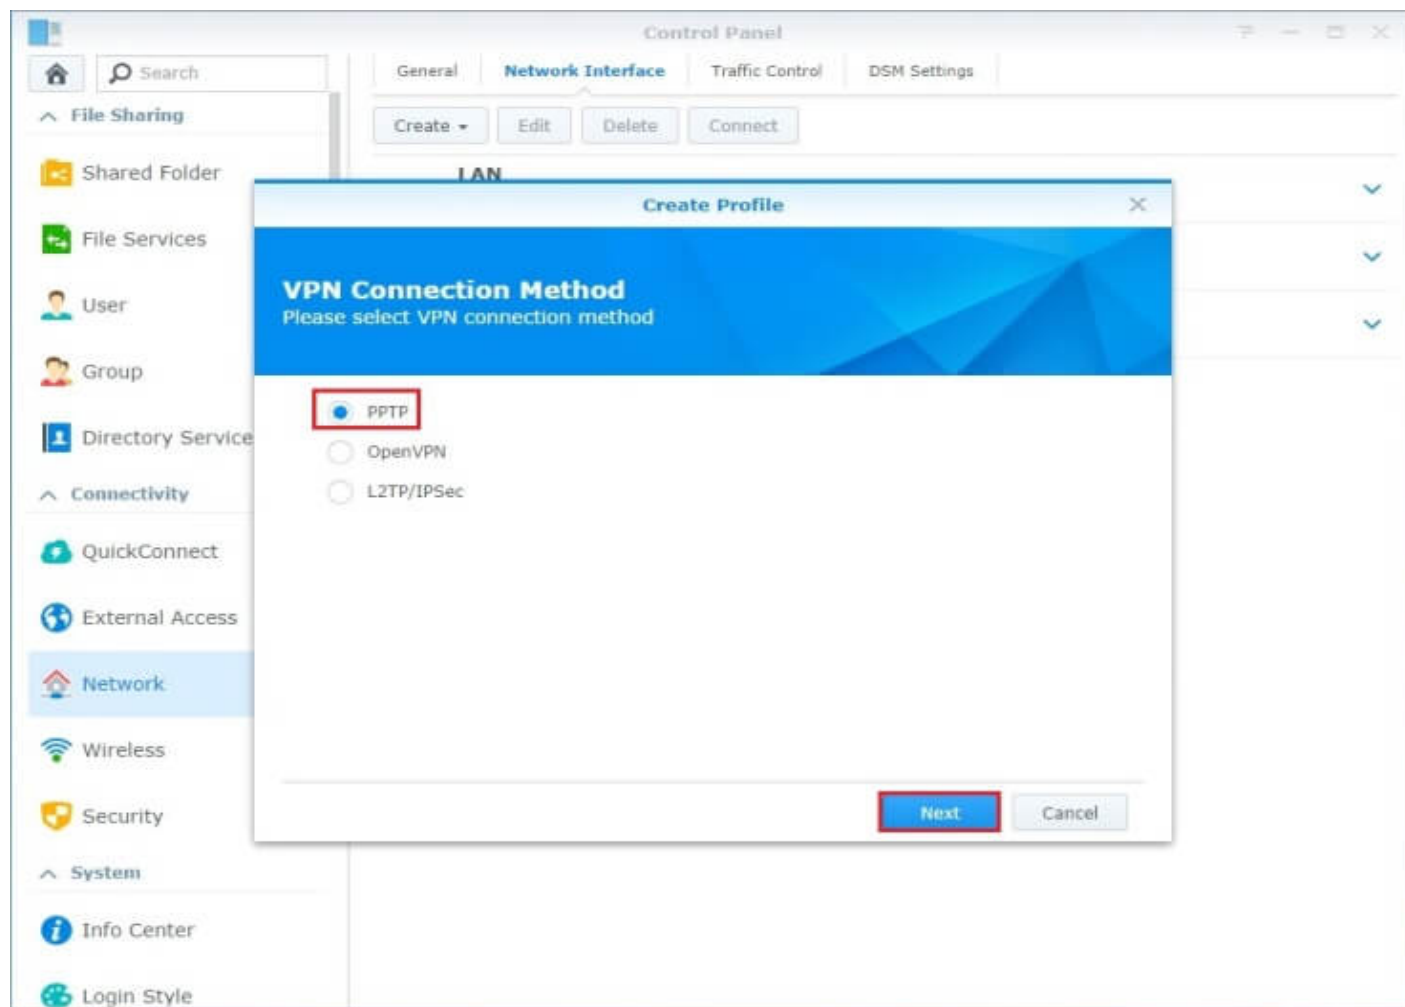 Control Panel
Search
General Network Interface Traffic Control DSM Settings
File Sharing
Create Edit Delete Connect
Shared Folder
LAN
Create Profile
File Services
VPN Connection Method
Please select VPN connection method
User
Group
PPTP
Directory Service
OpenVPN
L2TP/IPSec
Connectivity
QuickConnect
External Access
Network
Wireless
Security
Next Cancel
System
Info Center
Login Style